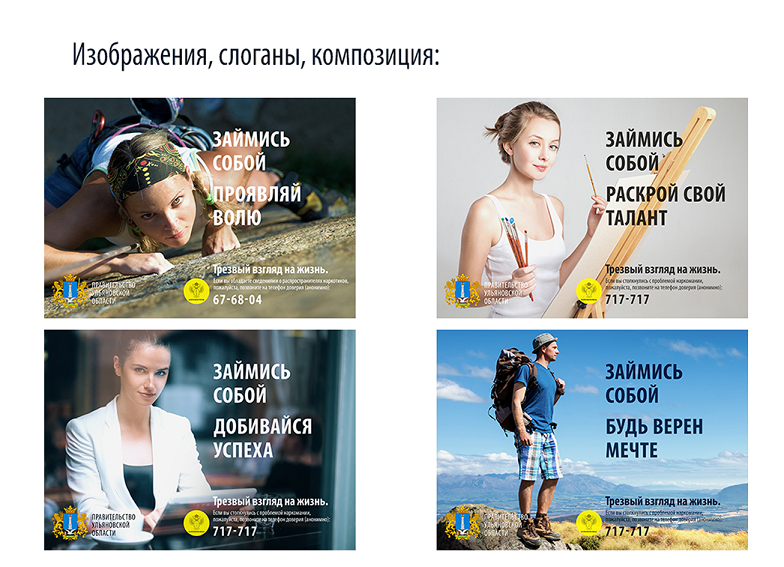 Изображения, слоганы, композиция:
ЗАЙМИСЬ
СОБОЙ
ПРОЯВЛЯЙ
ВОЛЮ
Трезвый взгляд на жизнь.
Если вы обладаете сведениями о распространителях наркотиков,
пожалуйста, позвоните на телефон доверия (анонимно):
67-68-04
ПРАВИТЕЛЬСТВО
УЛЬЯНОВСКОЙ
ОБЛАСТИ
ЗАЙМИСЬ
СОБОЙ
РАСКРОЙ СВОЙ
ТАЛАНТ
Трезвый взгляд на жизнь.
Если вы столкнулись с проблемой наркомании,
пожалуйста, позвоните на телефон доверия (анонимно):
717-717
ПРАВИТЕЛЬСТВО
УЛЬЯНОВСКОЙ
ОБЛАСТИ
ЗАЙМИСЬ
СОБОЙ
ДОБИВАЙСЯ
УСПЕХА
Трезвый взгляд на жизнь.
Если вы столкнулись с проблемой наркомании,
пожалуйста, позвоните на телефон доверия (анонимно):
717-717
ПРАВИТЕЛЬСТВО
УЛЬЯНОВСКОЙ
ОБЛАСТИ
ЗАЙМИСЬ
СОБОЙ
БУДЬ ВЕРЕН
МЕЧТЕ
Трезвый взгляд на жизнь.
Если вы столкнулись с проблемой наркомании,
пожалуйста, позвоните на телефон доверия (анонимно):
717-717
ПРАВИТЕЛЬСТВО
УЛЬЯНОВСКОЙ
ОБЛАСТИ